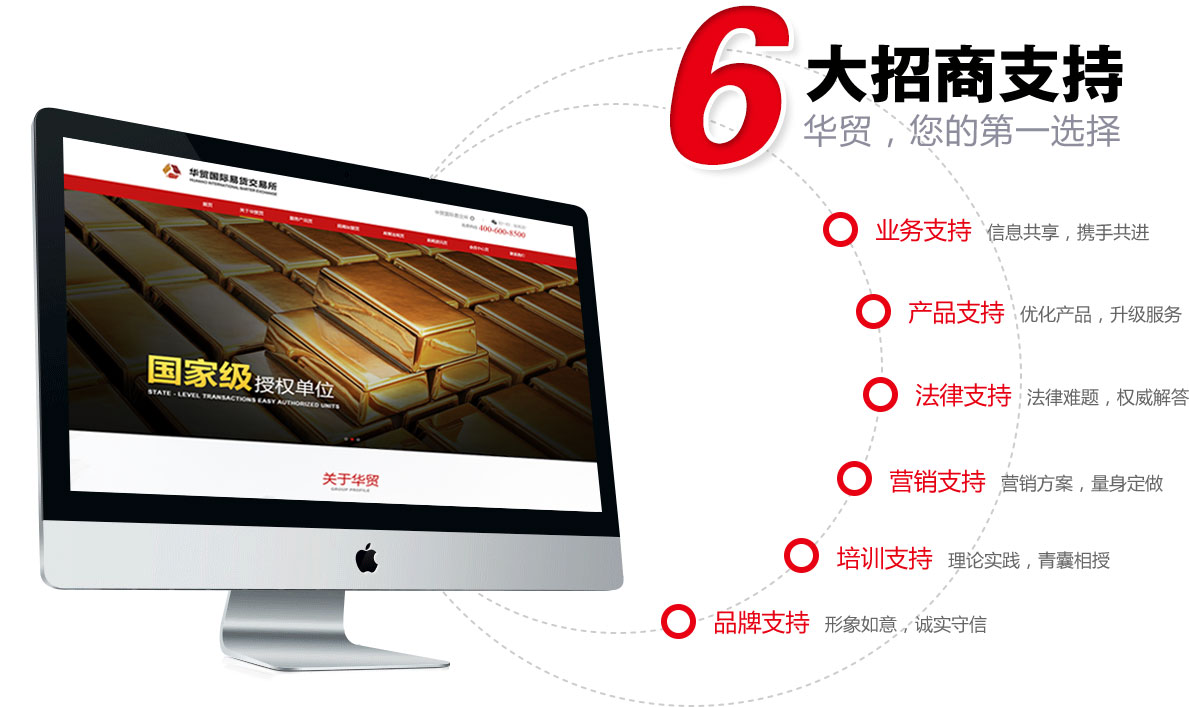 6大招商支持
华贸，您的第一选择
华贸国际易货交易所
HUAMAO INTERNATIONAL BARTER EXCHANGE
400-600-8500
首页
国家级授权单位
STATE - LEVEL TRANSACTIONS EASY AUTHORIZED UNITS
关于华贸
GROUP PROFILE
业务支持 信息共享，携手共进
产品支持 优化产品，升级服务
法律支持 法律难题，权威解答
营销支持 营销方案，量身定做
培训支持 理论实践，青囊相授
品牌支持 形象如意，诚实守信